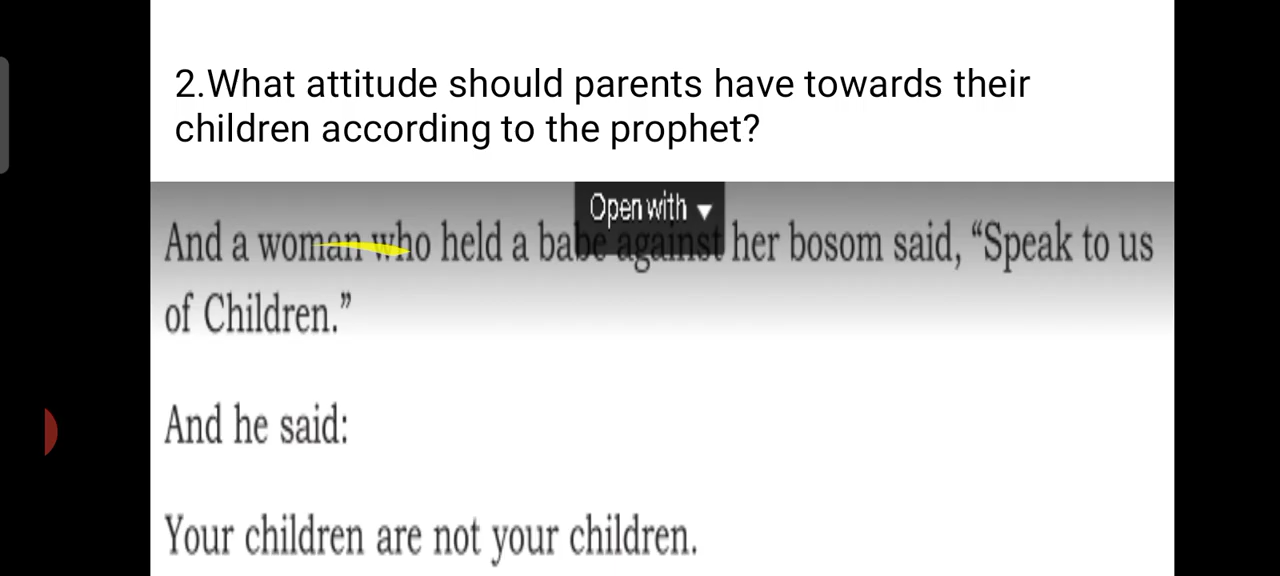 2.What attitude should parents have towards their
children according to the prophet?
Open with
And a woman who held a babe against her bosom said, “Speak to us
of Children.”
And he said:
Your children are not your children.